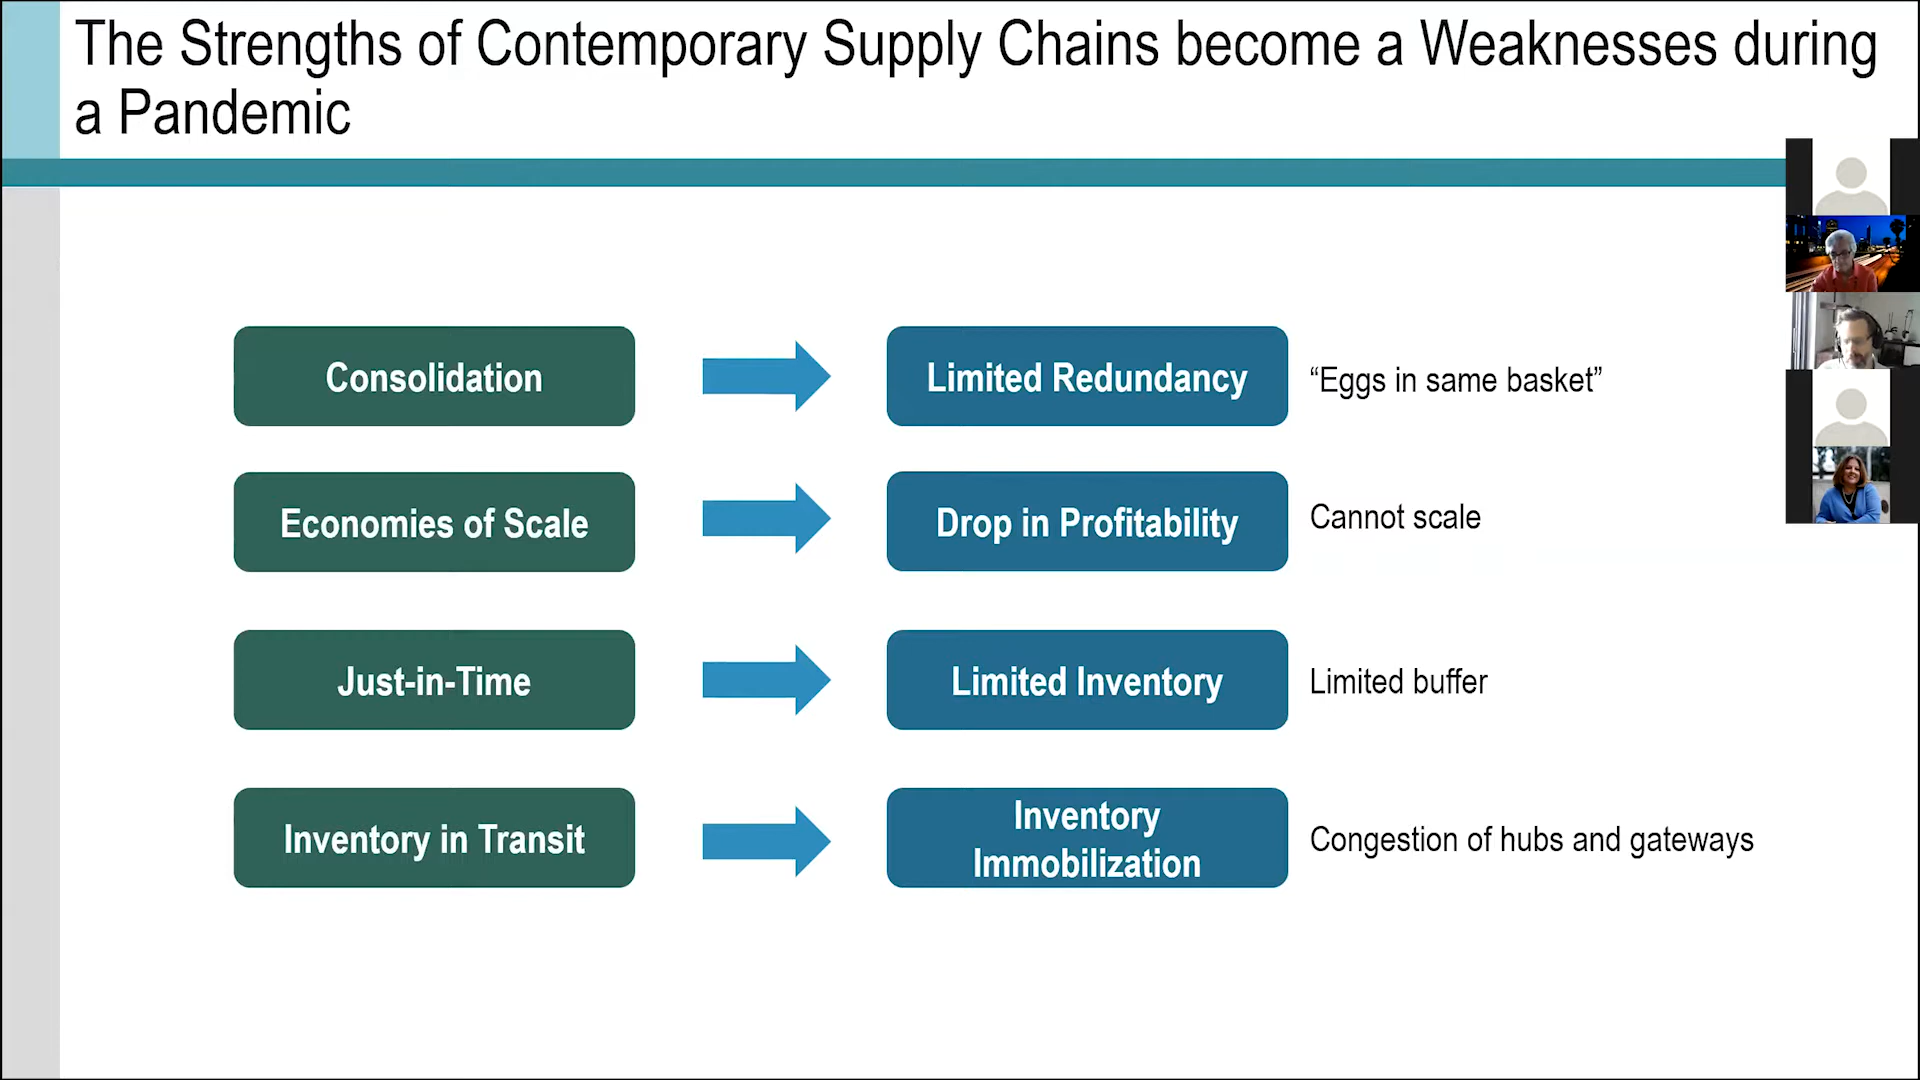 The Strengths of Contemporary Supply Chains become a Weaknesses during
a Pandemic
Consolidation
Limited Redundancy
“Eggs in same basket”
Economies of Scale
Drop in Profitability
Cannot scale
Just-in-Time
Limited Inventory
Limited buffer
Inventory in Transit
Inventory
Immobilization
Congestion of hubs and gateways